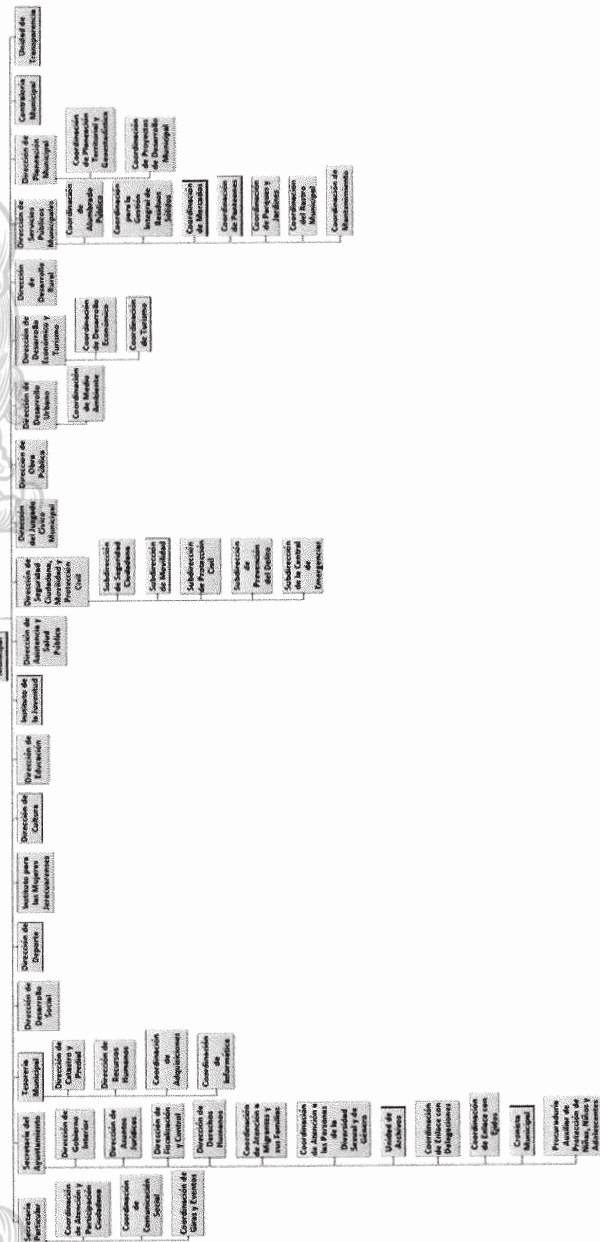 Secretaría
Particular
Coordinación
de Atención y
Participación
Ciudadana
Coordinación
de
Comunicación
Social
Coordinación de
Giras y Eventos
Secretaría del
Ayuntamiento
Dirección de
Gobierno
Interior
Dirección de
Asuntos
Jurídicos
Dirección de
Fiscalización
y Control
Dirección de
Derechos
Humanos
Coordinación
de Atención a
Migrantes y
sus Familias
Coordinación
de Atención a
las Personas
de la
Diversidad
Sexual y de
Género
Unidad de
Archivos
Coordinación
de Enlace con
Delegaciones
Coordinación
de Enlace con
Ejidos
Cronista
Municipal
Procuraduría
Auxiliar de
Protección de
Niñas, Niños y
Adolescentes
Tesorería
Municipal
Dirección de
Catastro y
Predial
Dirección de
Recursos
Humanos
Coordinación
de
Adquisiciones
Coordinación
de
Informática
Dirección de
Desarrollo
Social
Dirección de
Deporte
Instituto para
las Mujeres
Jerecuarenses
Dirección de
Cultura
Dirección de
Educación
Instituto de
la Juventud
Dirección de
Asistencia y
Salud
Pública
Dirección de
Seguridad
Ciudadana,
Movilidad y
Protección
Civil
Subdirección
de Seguridad
Ciudadana
Subdirección
de Movilidad
Subdirección
de Protección
Civil
Subdirección
de
Prevención
del Delito
Subdirección
de la Central
de
Emergencias
Dirección
del Juzgado
Cívico
Municipal
Dirección de
Obra
Pública
Dirección de
Desarrollo
Urbano
Coordinación
de Medio
Ambiente
Dirección de
Desarrollo
Económico y
Turismo
Coordinación
de Desarrollo
Económico
Coordinación
de Turismo
Dirección
de
Desarrollo
Rural
Dirección de
Servicios
Públicos
Municipales
Coordinación
de
Alumbrado
Público
Coordinación
para la
Gestión
Integral de
Residuos
Sólidos
Coordinación
de Mercados
Coordinación
de Panteones
Coordinación
de Parques y
Jardines
Coordinación
del Rastro
Municipal
Coordinación de
Mantenimiento
Dirección de
Planeación
Municipal
Coordinación
de Planeación
Territorial y
Geoestadística
Coordinación
de Proyectos
de Desarrollo
Municipal
Contraloría
Municipal
Unidad de
Transparencia